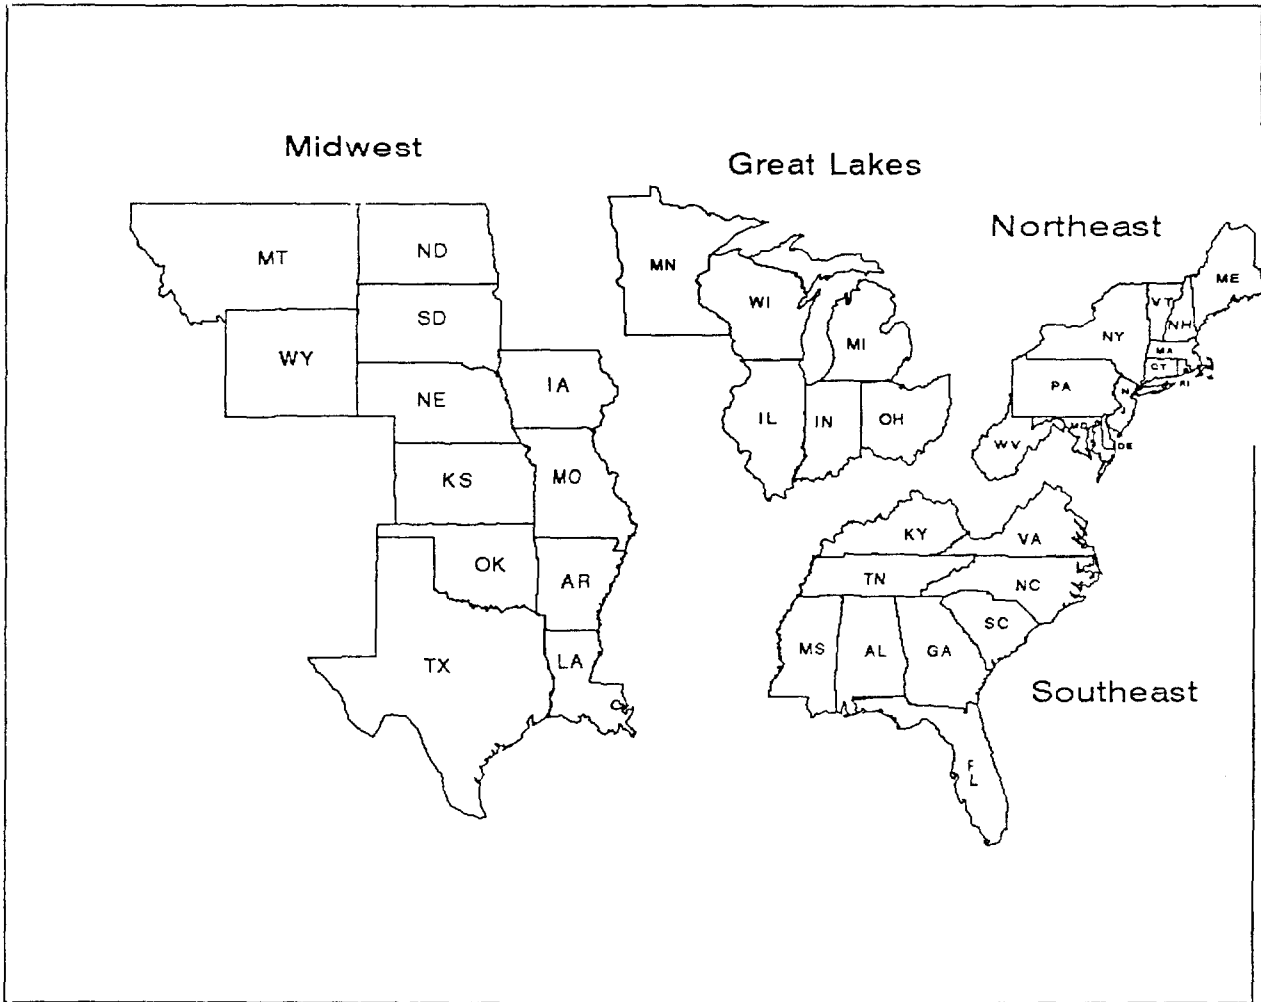 Midwest
MT
ND
SD
WY
NE
IA
KS
MO
OK
AR
TX
LA
Great Lakes
MN
WI
MI
IL
IN
OH
Northeast
ME
VT
NH
NY
MA
CT
RI
PA
N
J
MD
WV
DE
Southeast
KY
VA
TN
NC
SC
MS
AL
GA
F
L